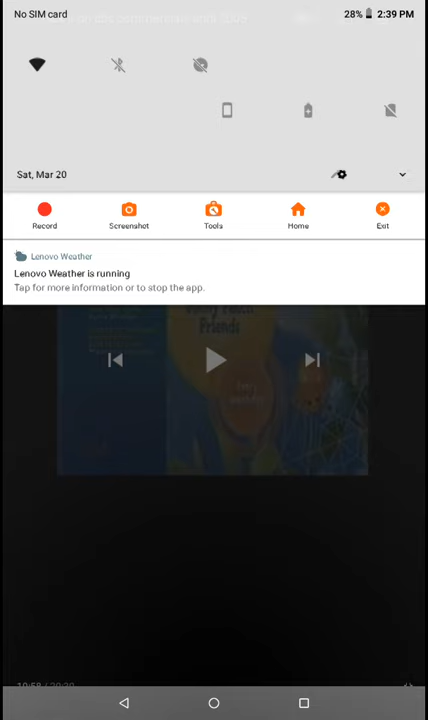 No SIM card 28% 2:39 PM
Sat, Mar 20
Record Screenshot Tools Home Exit
Lenovo Weather
Lenovo Weather is running
Tap for more information or to stop the app.
Friends